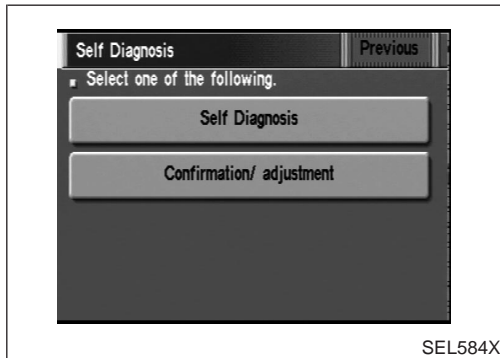 Self Diagnosis
Previous
Select one of the following.
Self Diagnosis
Confirmation/ adjustment
SEL584X